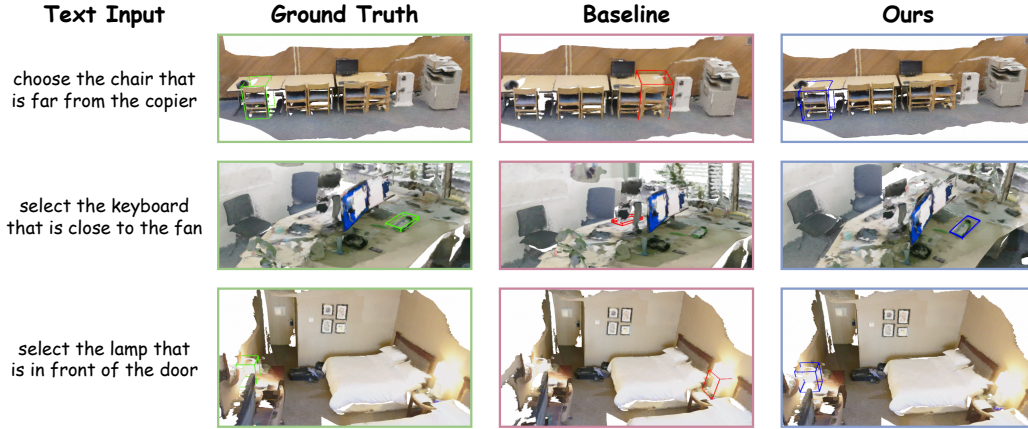 Text Input
Ground Truth
Baseline
Ours
choose the chair that
is far from the copier
select the keyboard
that is close to the fan
select the lamp that
is in front of the door